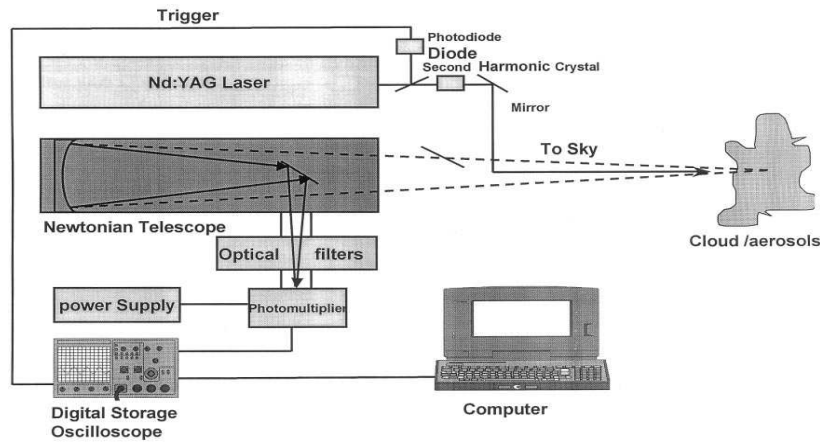 Trigger
Photodiode
Diode
Second Harmonic Crystal
Nd:YAG Laser
Mirror
To Sky
Newtonian Telescope
Cloud /aerosols
Optical filters
power Supply
Photomultiplier
Digital Storage
Oscilloscope
Computer